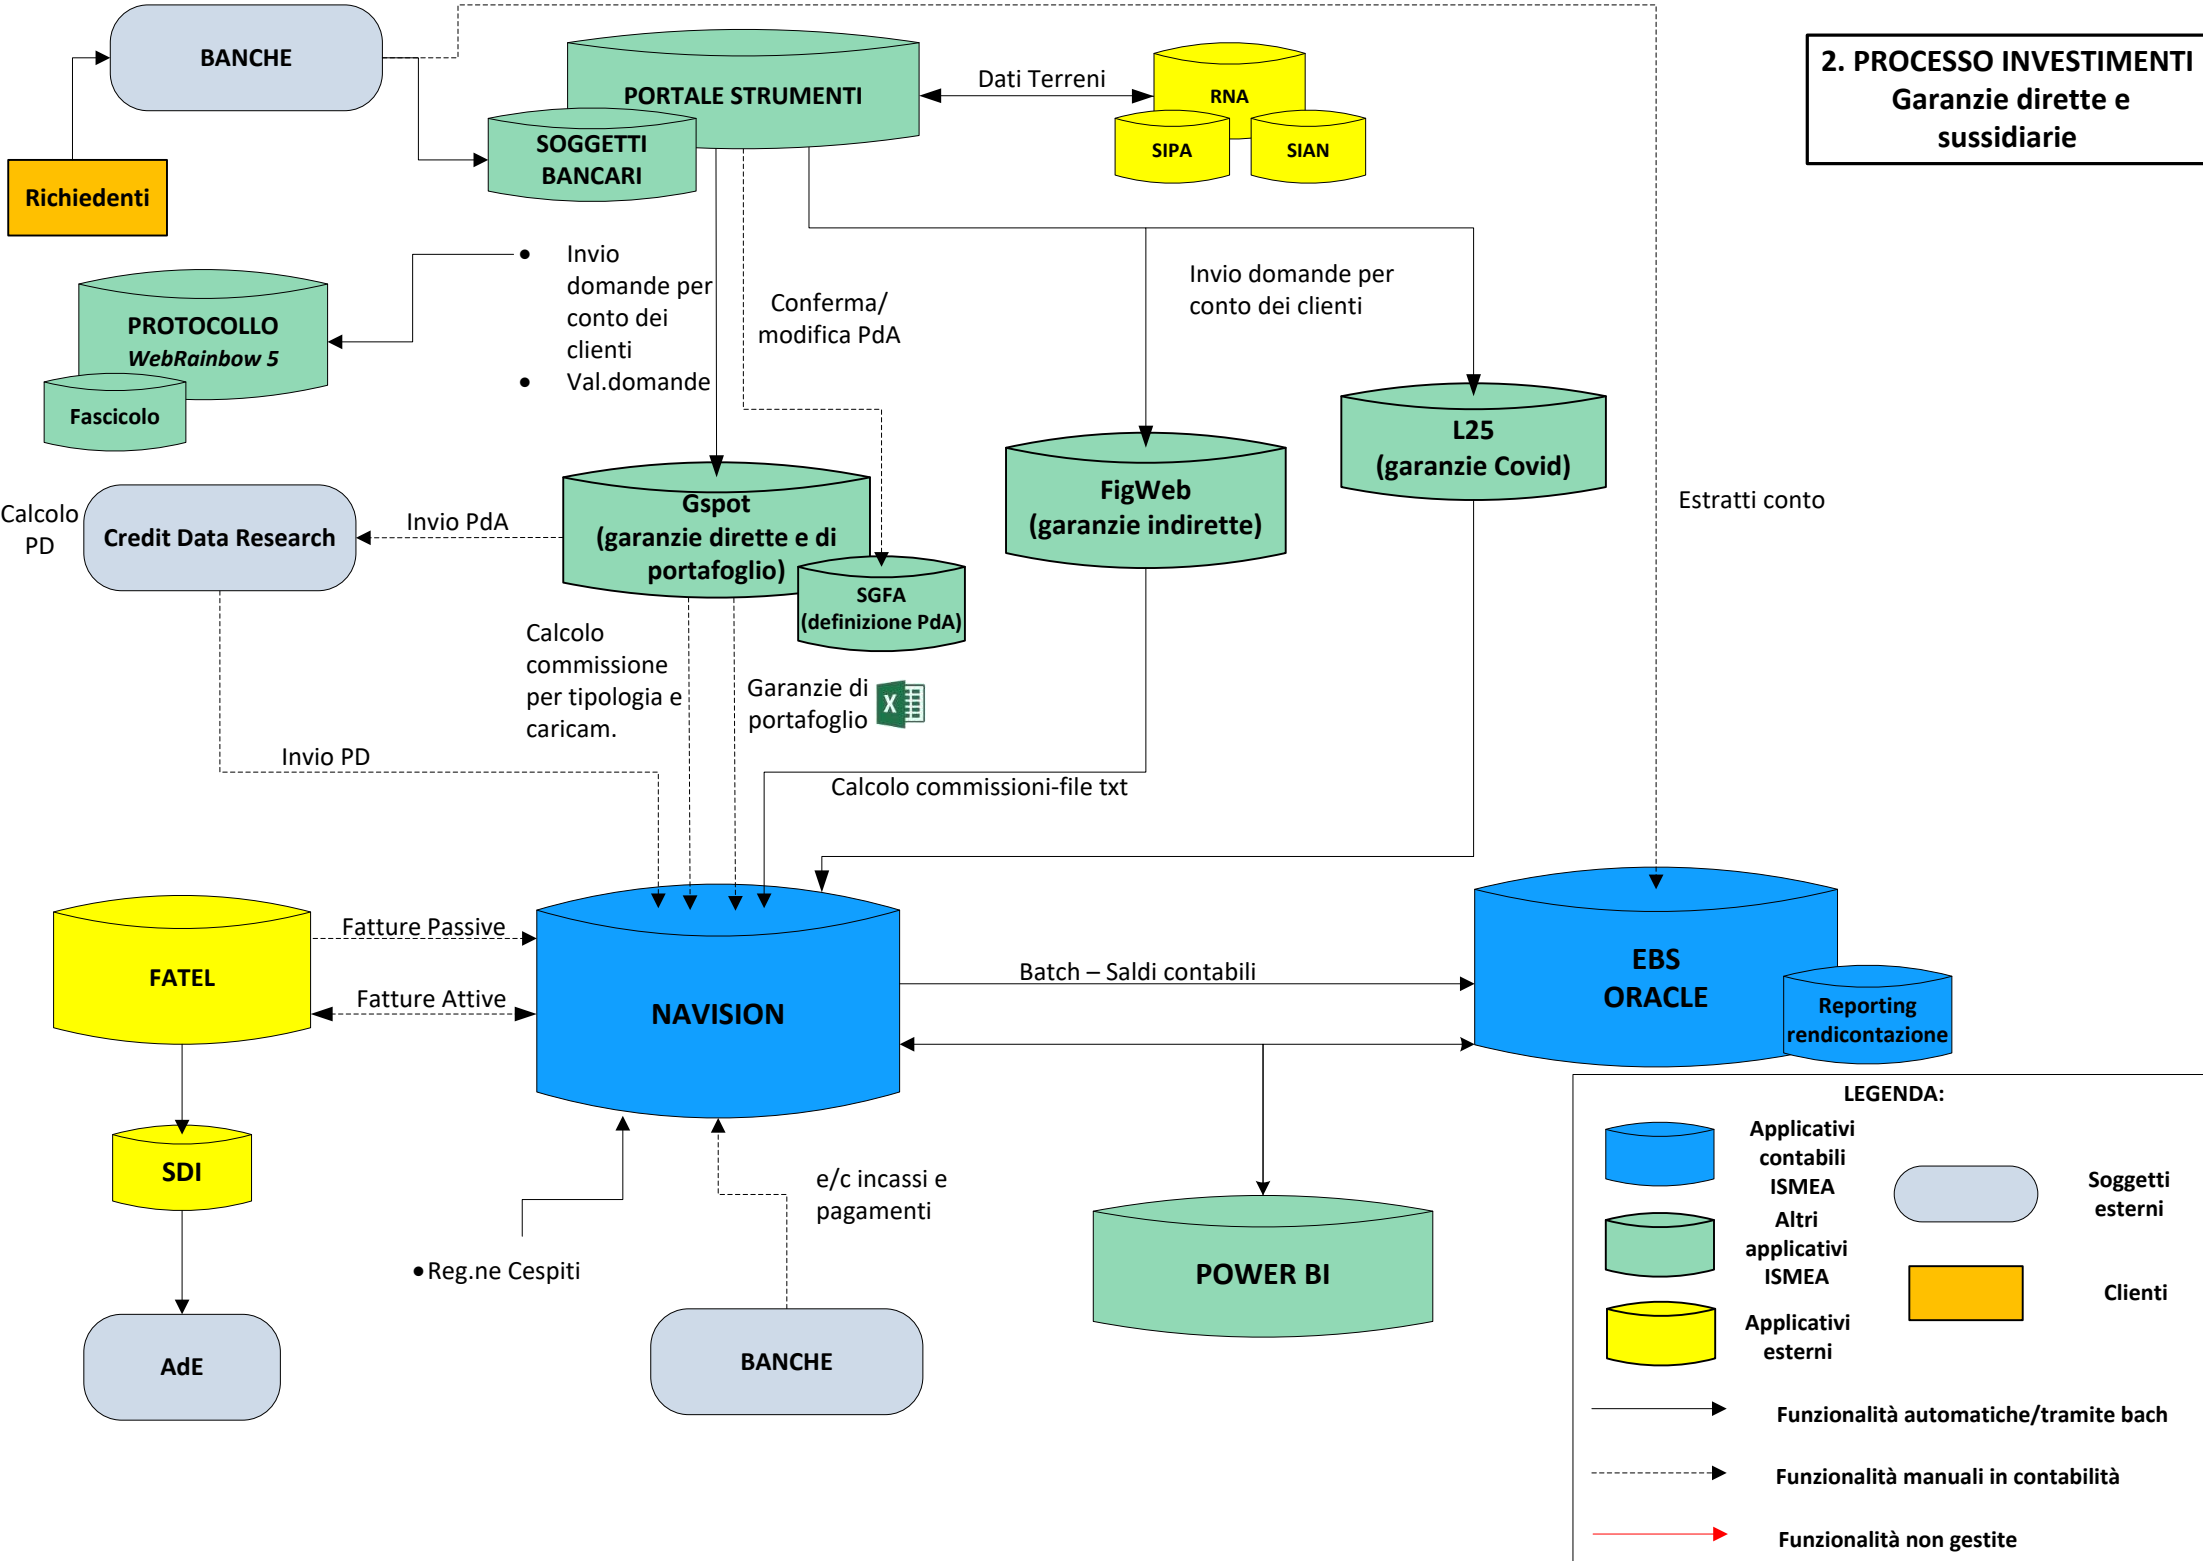 2. PROCESSO INVESTIMENTI
Garanzie dirette e
sussidiarie
BANCHE
PORTALE STRUMENTI
SOGGETTI
BANCARI
Dati Terreni
RNA
SIPA
SIAN
Richiedenti
• Invio
domande per
conto dei
clienti
• Val.domande
Conferma/
modifica PdA
Invio domande per
conto dei clienti
PROTOCOLLO
WebRainbow 5
Fascicolo
L25
(garanzie Covid)
FigWeb
(garanzie indirette)
Estratti conto
Calcolo
PD
Credit Data Research
Invio PdA
Gspot
(garanzie dirette e di
portafoglio)
SGFA
(definizione PdA)
Calcolo
commissione
per tipologia e
caricam.
Garanzie di
portafoglio
X
Invio PD
Calcolo commissioni-file txt
FATEL
Fatture Passive
Fatture Attive
NAVISION
Batch – Saldi contabili
EBS
ORACLE
Reporting
rendicontazione
SDI
AdE
• Reg.ne Cespiti
e/c incassi e
pagamenti
BANCHE
POWER BI
LEGENDA:
Applicativi
contabili
ISMEA
Altri
applicativi
ISMEA
Applicativi
esterni
Soggetti
esterni
Clienti
Funzionalità automatiche/tramite bach
Funzionalità manuali in contabilità
Funzionalità non gestite